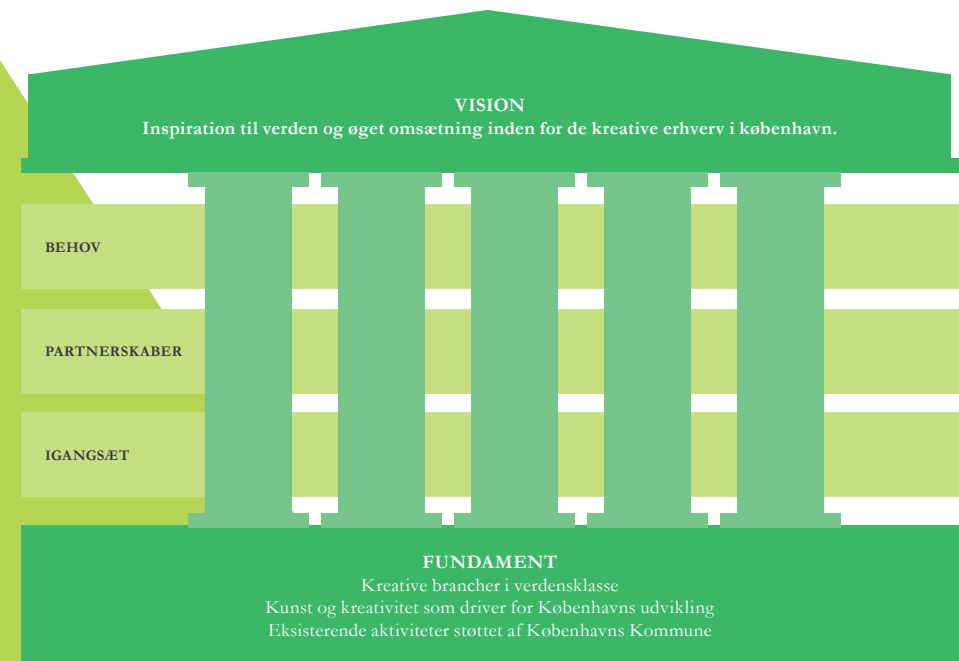 VISION
Inspiration til verden og øget omsætning inden for de kreative erhverv i københavn.
BEHOV
PARTNERSKABER
IGANGSÆT
FUNDAMENT
Kreative brancher i verdensklasse
Kunst og kreativitet som driver for Københavns udvikling
Eksisterende aktiviteter støttet af Københavns Kommune